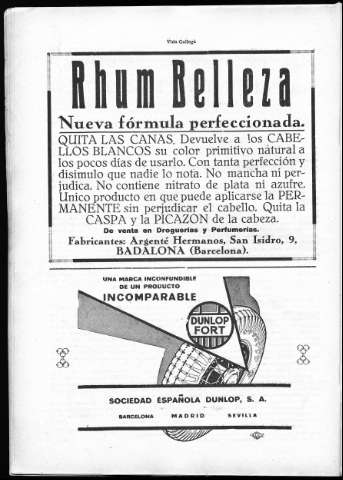 Vida Gallega
Rhum Belleza
Nueva fórmula perfeccionada.
QUITA LAS CANAS. Devuelve a los CABE-
LLOS BLANCOS su color primitivo natural a
los pocos días de usarlo. Con tanta perfección y
disimulo que nadie lo nota. No mancha ni per-
judica. No contiene nitrato de plata ni azufre.
Unico producto en que puede aplicarse la PER-
MANENTE sin perjudicar el cabello. Quita la
CASPA y la PICAZON de la cabeza.
De venta en Droguerías y Perfumerías.
Fabricantes: Argenté Hermanos, San Isidro, 9,
BADALONA (Barcelona).
UNA MARCA INCONFUNDIBLE
DE UN PRODUCTO
INCOMPARABLE
DUNLOP
FORT
SOCIEDAD ESPAÑOLA DUNLOP, S. A.
BARCELONA MADRID SEVILLA